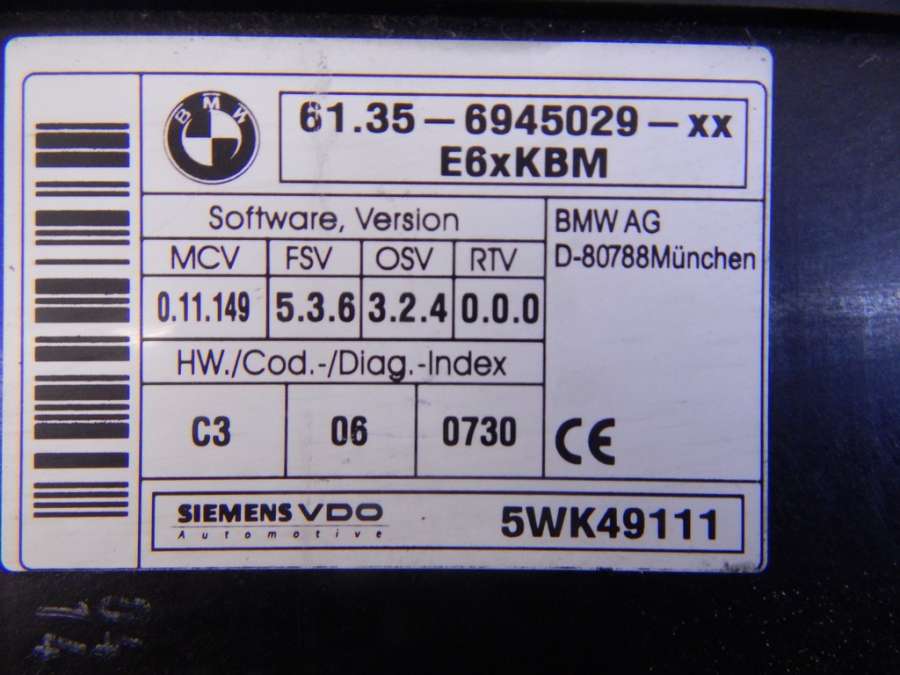 BMW
61.35 – 6945029 – xx
E6xKBM
Software, Version
MCV FSV OSV RTV
0.11.149 5.3.6 3.2.4 0.0.0
HW./Cod.-/Diag.-Index
C3 06 0730
BMW AG
D-80788München
CE
SIEMENS VDO
Automotive
5WK49111